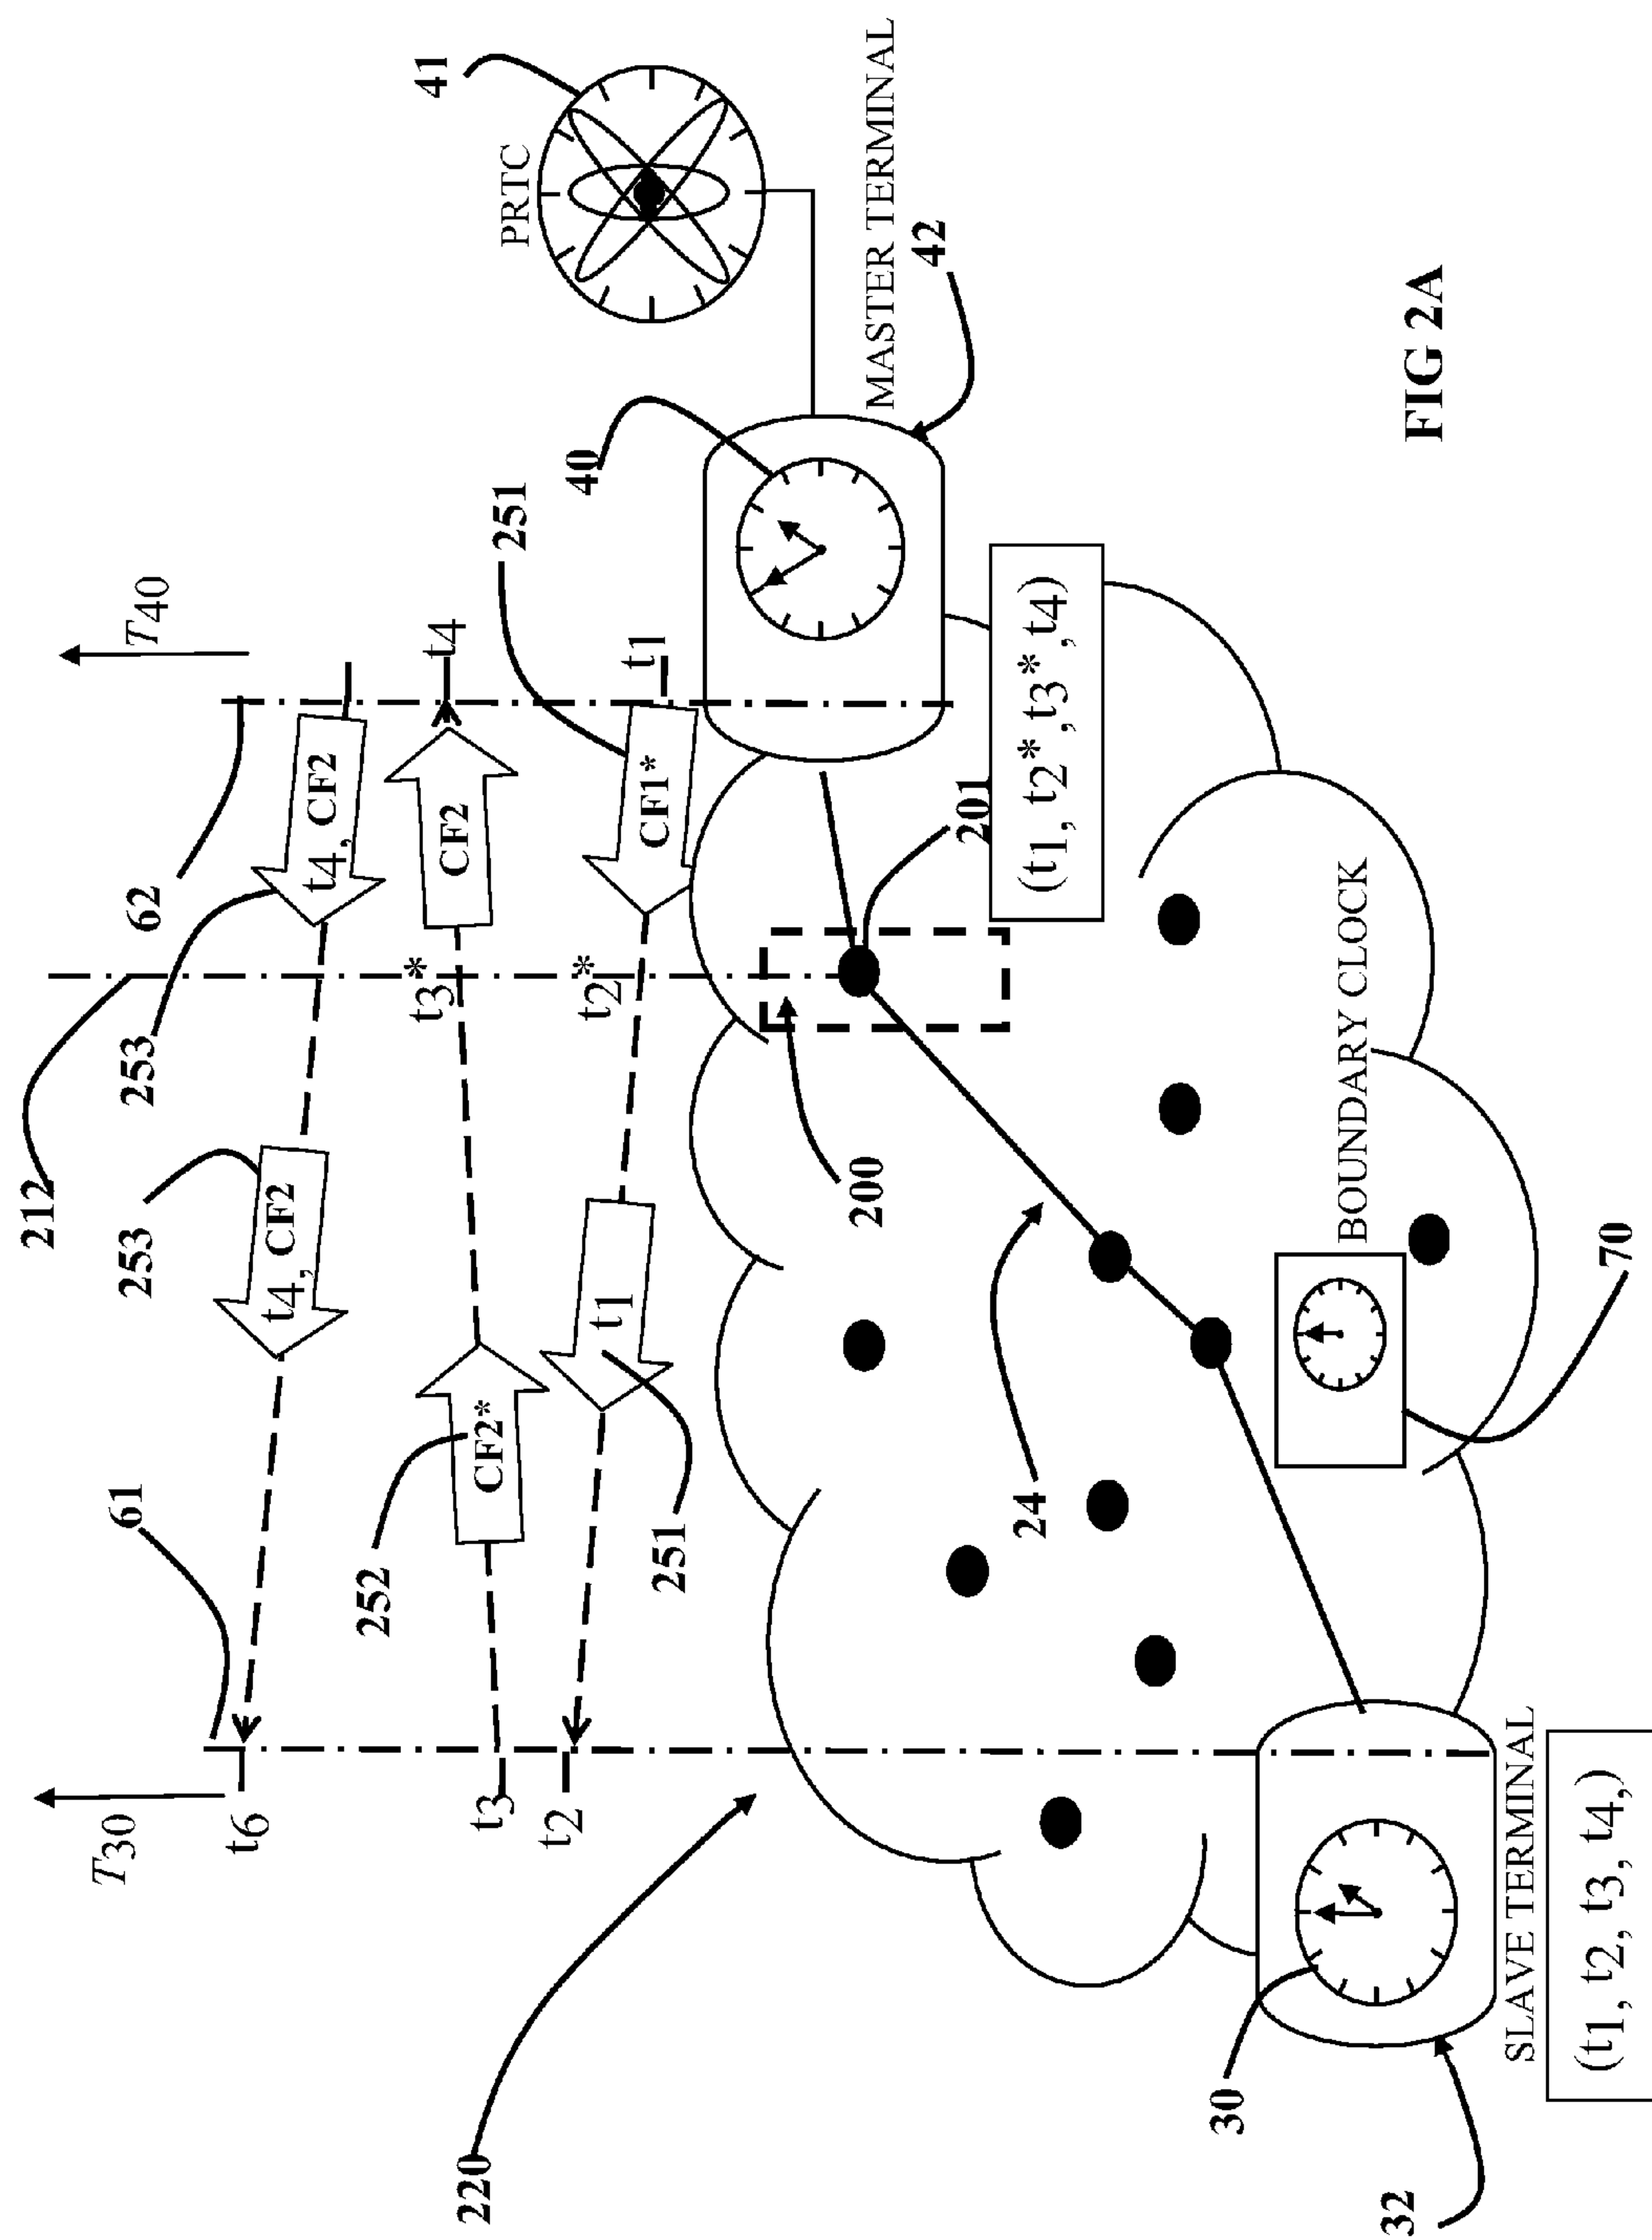 212
T30
61
62
T40
t6
253
253
t4, CF2
t4, CF2
252
t3*
t4
41
t3
CF2*
CF2
PRTC
t2
t2*
t1
251
t1
CF1*
251
40
220
200
201
MASTER TERMINAL
42
24
(t1, t2*,t3*,t4)
30
BOUNDARY CLOCK
32
SLAVE TERMINAL
70
(t1, t2, t3, t4,)
FIG 2A